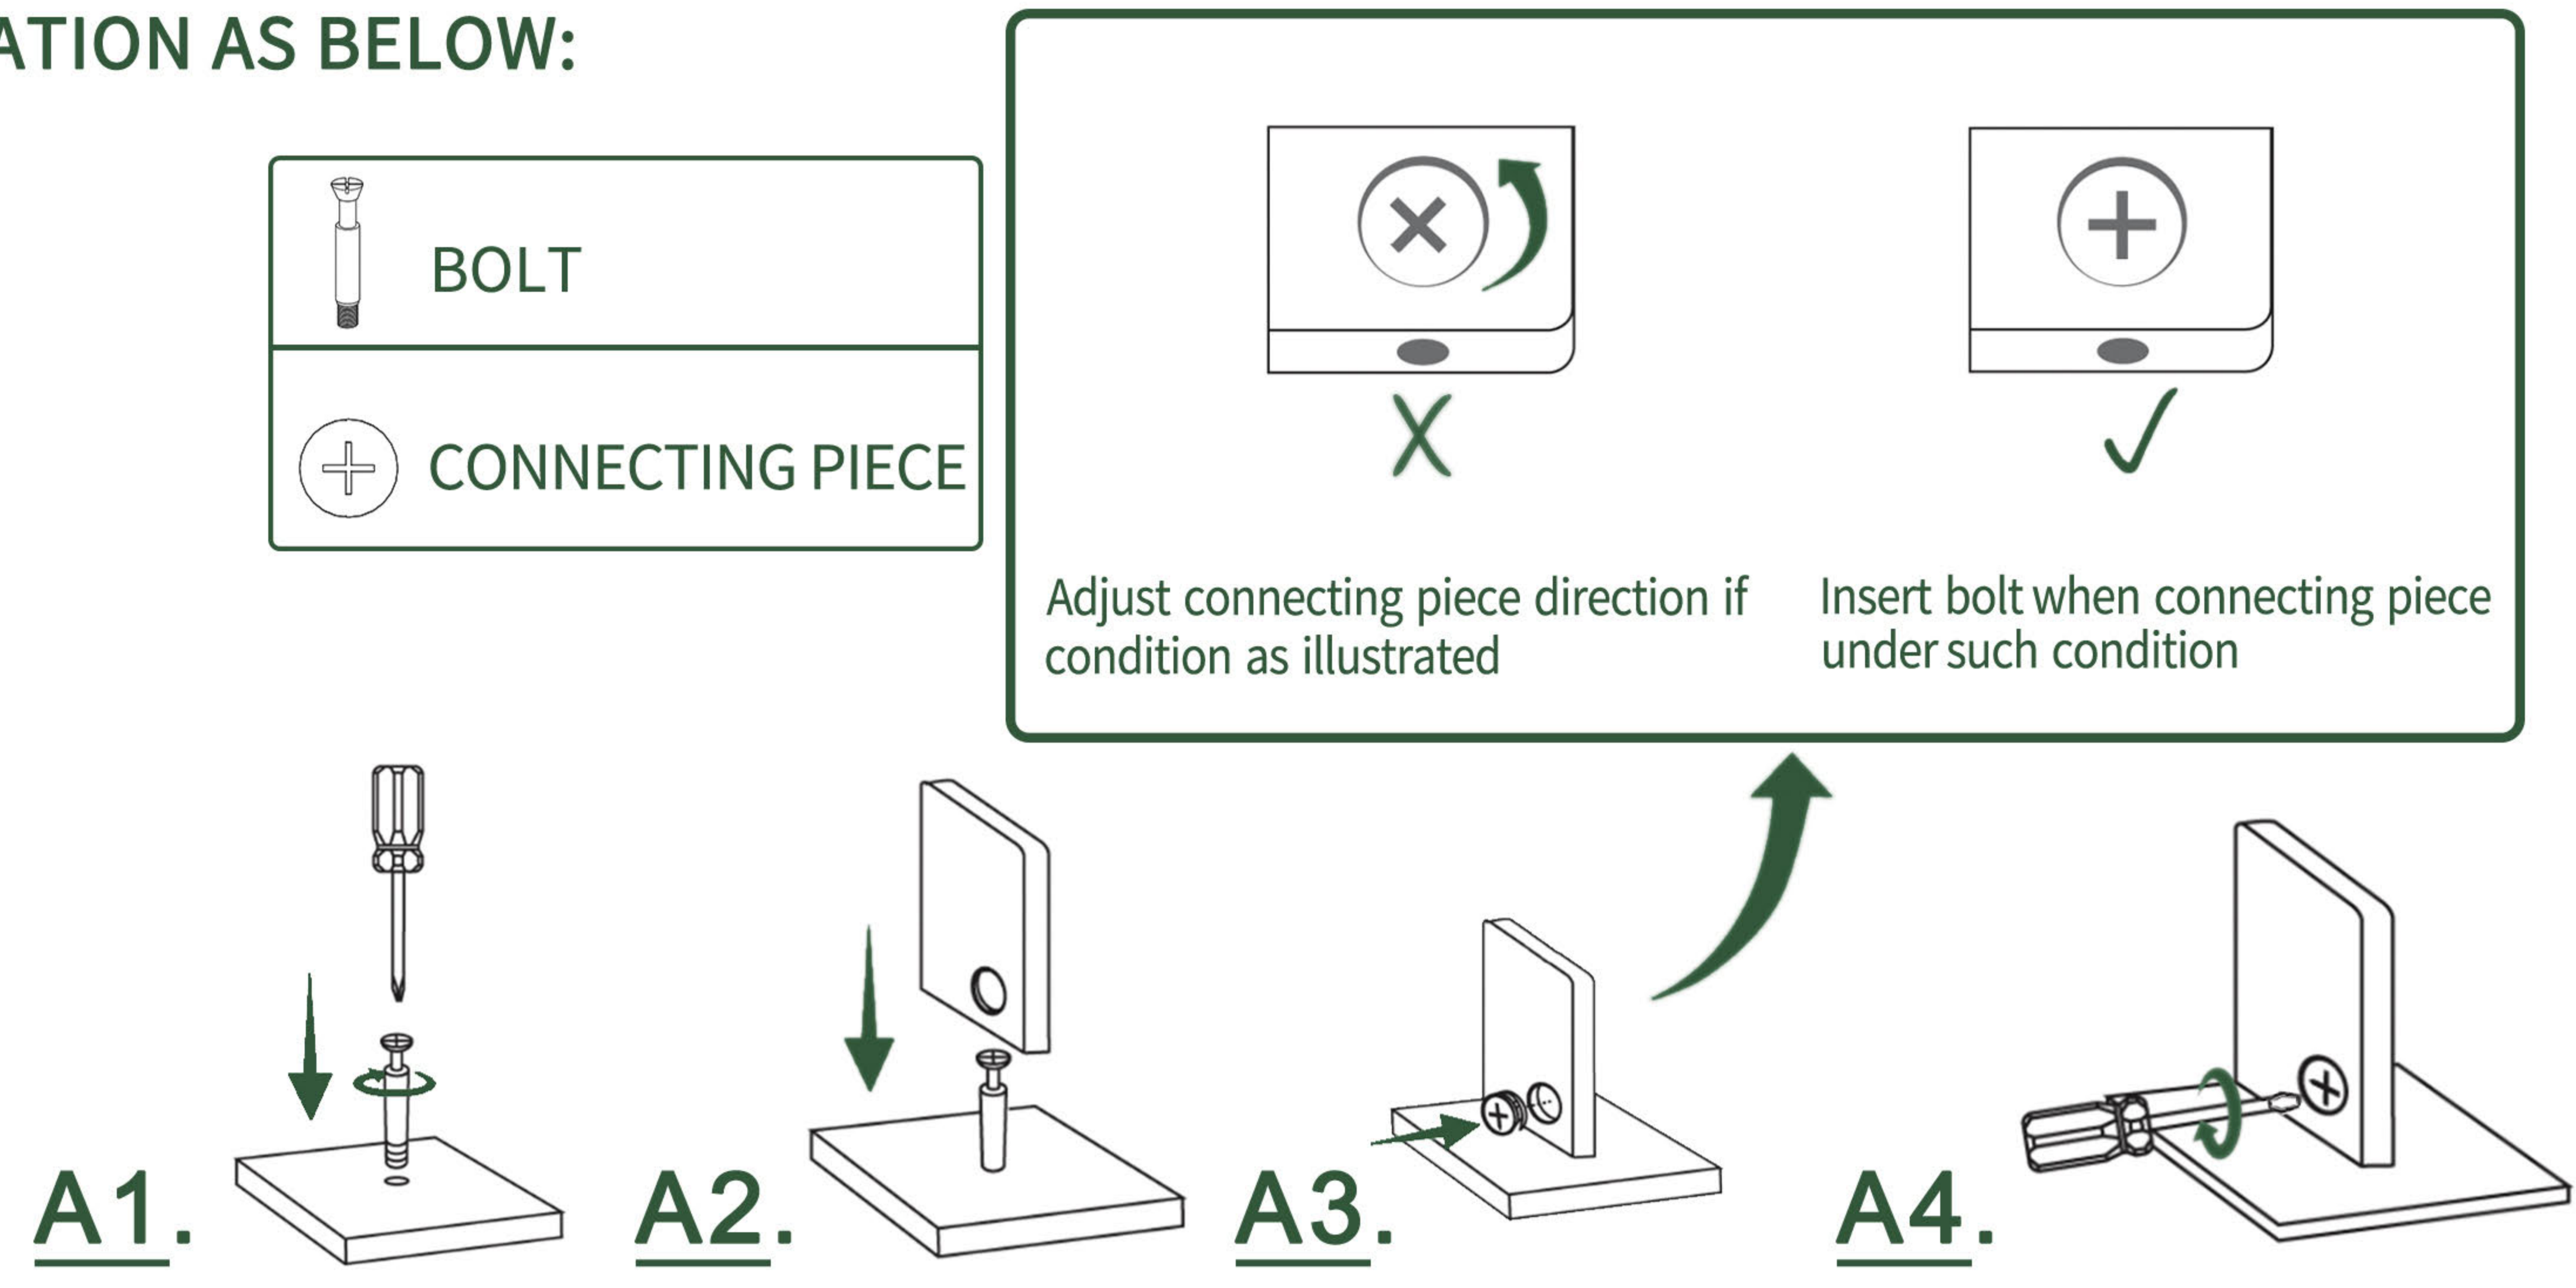 ATION AS BELOW:
BOLT
CONNECTING PIECE
Adjust connecting piece direction if
condition as illustrated
Insert bolt when connecting piece
under such condition
A1.
A2.
A3.
A4.